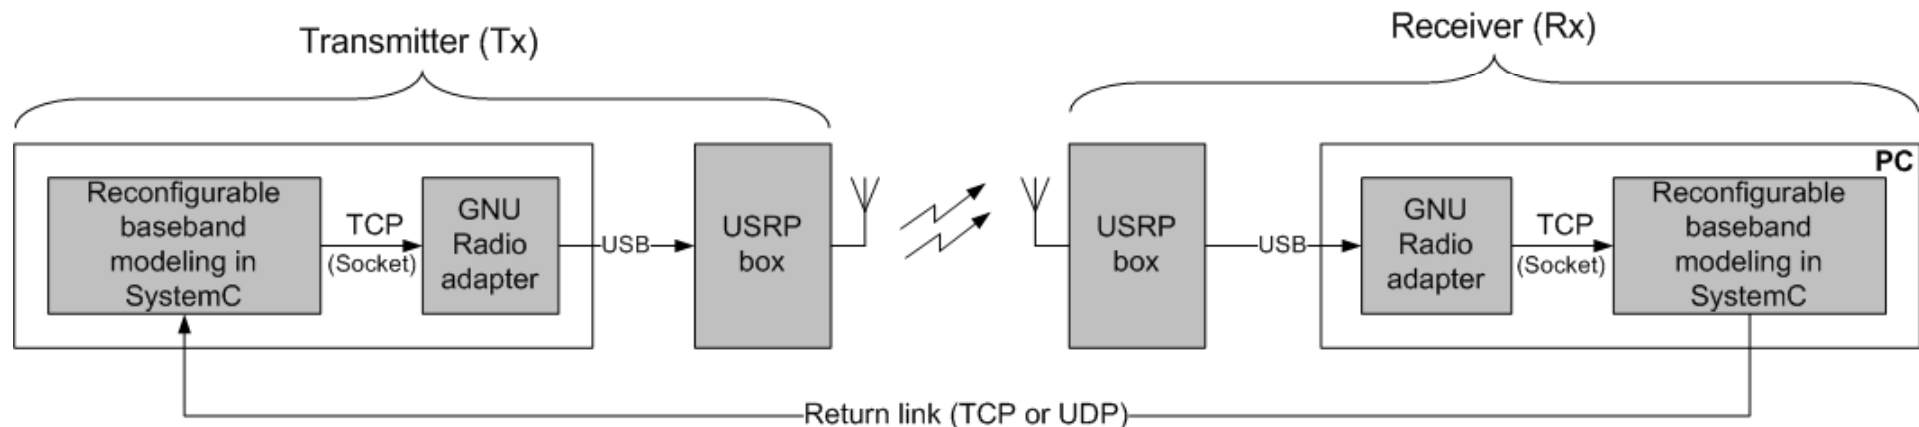 Transmitter (Tx)
Receiver (Rx)
Reconfigurable
baseband
modeling in
SystemC
TCP
(Socket)
GNU
Radio
adapter
USB
USRP
box
USRP
box
USB
PC
GNU
Radio
adapter
TCP
(Socket)
Reconfigurable
baseband
modeling in
SystemC
Return link (TCP or UDP)